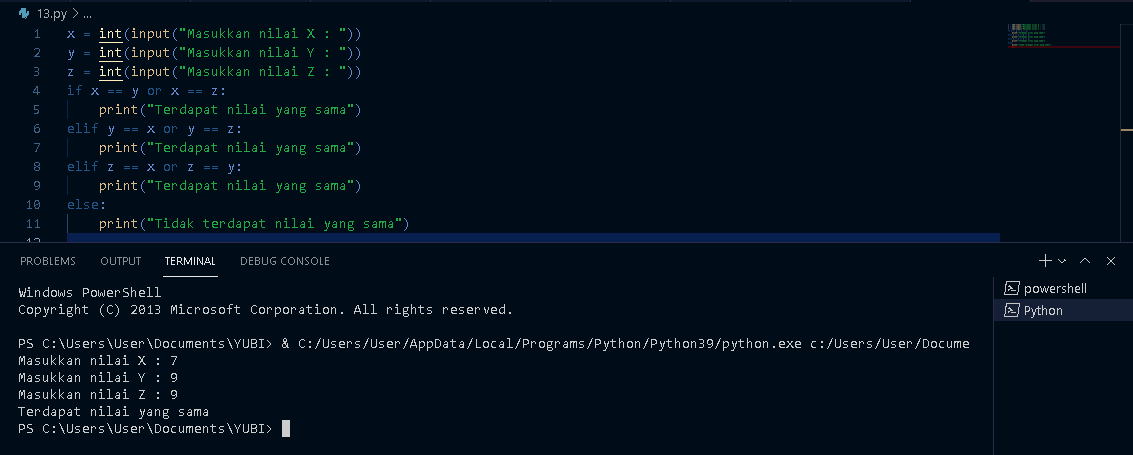 13.py > ...
1 x = int(input("Masukkan nilai X : "))
2 y = int(input("Masukkan nilai Y : "))
3 z = int(input("Masukkan nilai Z : "))
4 if x == y or x == z:
5 print("Terdapat nilai yang sama")
6 elif y == x or y == z:
7 print("Terdapat nilai yang sama")
8 elif z == x or z == y:
9 print("Terdapat nilai yang sama")
10 else:
11 print("Tidak terdapat nilai yang sama")
12
PROBLEMS OUTPUT TERMINAL DEBUG CONSOLE
Windows PowerShell
Copyright (C) 2013 Microsoft Corporation. All rights reserved.
PS C:\Users\User\Documents\YUBI> & C:/Users/User/AppData/Local/Programs/Python/Python39/python.exe c:/Users/User/Docume
Masukkan nilai X : 7
Masukkan nilai Y : 9
Masukkan nilai Z : 9
Terdapat nilai yang sama
PS C:\Users\User\Documents\YUBI>
powershell
Python